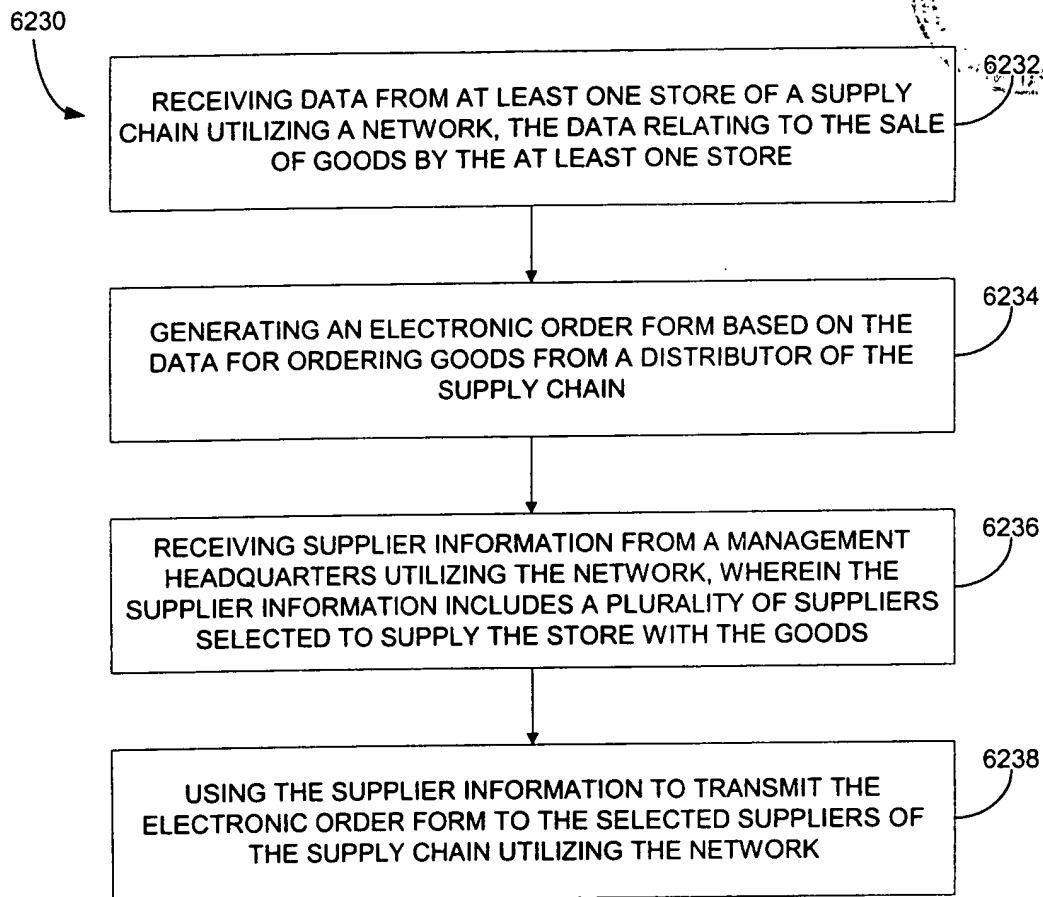 6230
6232
RECEIVING DATA FROM AT LEAST ONE STORE OF A SUPPLY
CHAIN UTILIZING A NETWORK, THE DATA RELATING TO THE SALE
OF GOODS BY THE AT LEAST ONE STORE
6234
GENERATING AN ELECTRONIC ORDER FORM BASED ON THE
DATA FOR ORDERING GOODS FROM A DISTRIBUTOR OF THE
SUPPLY CHAIN
6236
RECEIVING SUPPLIER INFORMATION FROM A MANAGEMENT
HEADQUARTERS UTILIZING THE NETWORK, WHEREIN THE
SUPPLIER INFORMATION INCLUDES A PLURALITY OF SUPPLIERS
SELECTED TO SUPPLY THE STORE WITH THE GOODS
6238
USING THE SUPPLIER INFORMATION TO TRANSMIT THE
ELECTRONIC ORDER FORM TO THE SELECTED SUPPLIERS OF
THE SUPPLY CHAIN UTILIZING THE NETWORK